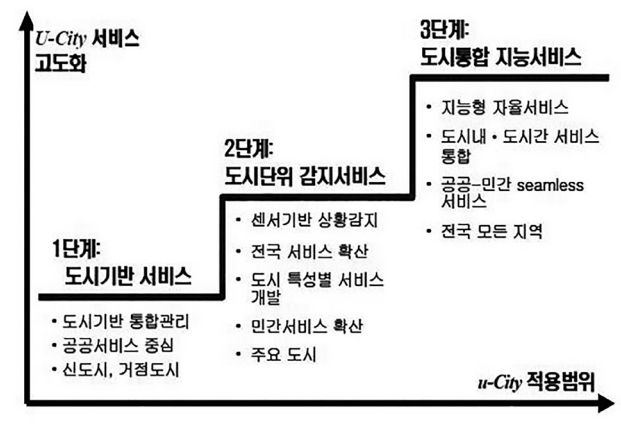 U-City 서비스
고도화
3단계:
도시통합 지능서비스
• 지능형 자율서비스
• 도시내・도시간 서비스
통합
• 공공-민간 seamless
서비스
• 전국 모든 지역
2단계:
도시단위 감지서비스
• 센서기반 상황감지
• 전국 서비스 확산
• 도시 특성별 서비스
개발
• 민간서비스 확산
• 주요 도시
1단계:
도시기반 서비스
• 도시기반 통합관리
• 공공서비스 중심
• 신도시, 거점도시
u-City 적용범위